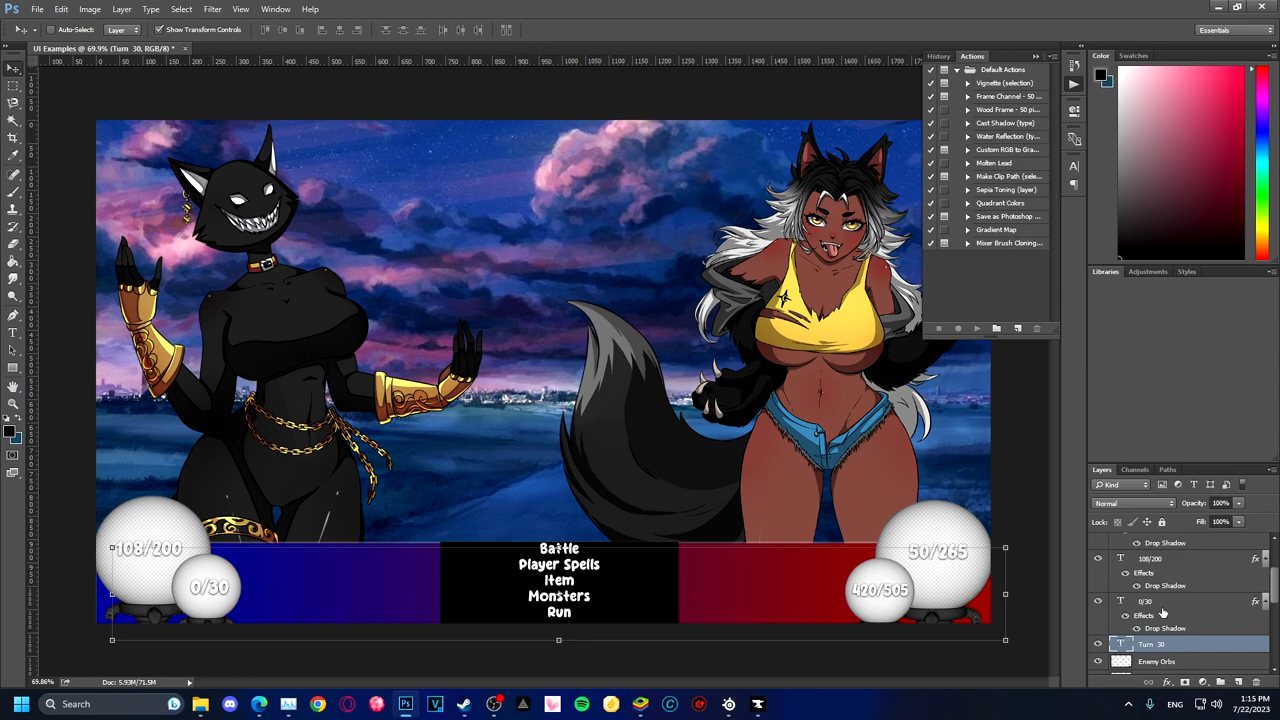 Ps File Edit Image Layer Type Select Filter View Window Help
Auto-Select: Layer Show Transform Controls Essentials
UI Examples @ 69.9% (Turn 30, RGB/8) *
History Actions
Default Actions
Vignette (selection)
Frame Channel - 50 ...
Wood Frame - 50 pi...
Cast Shadow (type)
Water Reflection (ty...
Custom RGB to Gra...
Molten Lead
Make Clip Path (sele...
Sepia Toning (layer)
Quadrant Colors
Save as Photoshop ...
Gradient Map
Mixer Brush Cloning...
Color Swatches
Libraries Adjustments Styles
108/200
0/30
Battle
Player Spells
Item
Monsters
Run
50/265
420/505
Layers Channels Paths
Kind
Normal Opacity: 100%
Lock: Fill: 100%
Drop Shadow
108/200 fx
Effects
Drop Shadow
0/30 fx
Effects
Drop Shadow
Turn 30
Enemy Orbs
69.86% Doc: 5.93M/71.5M
Search ENG 1:15 PM
7/22/2023